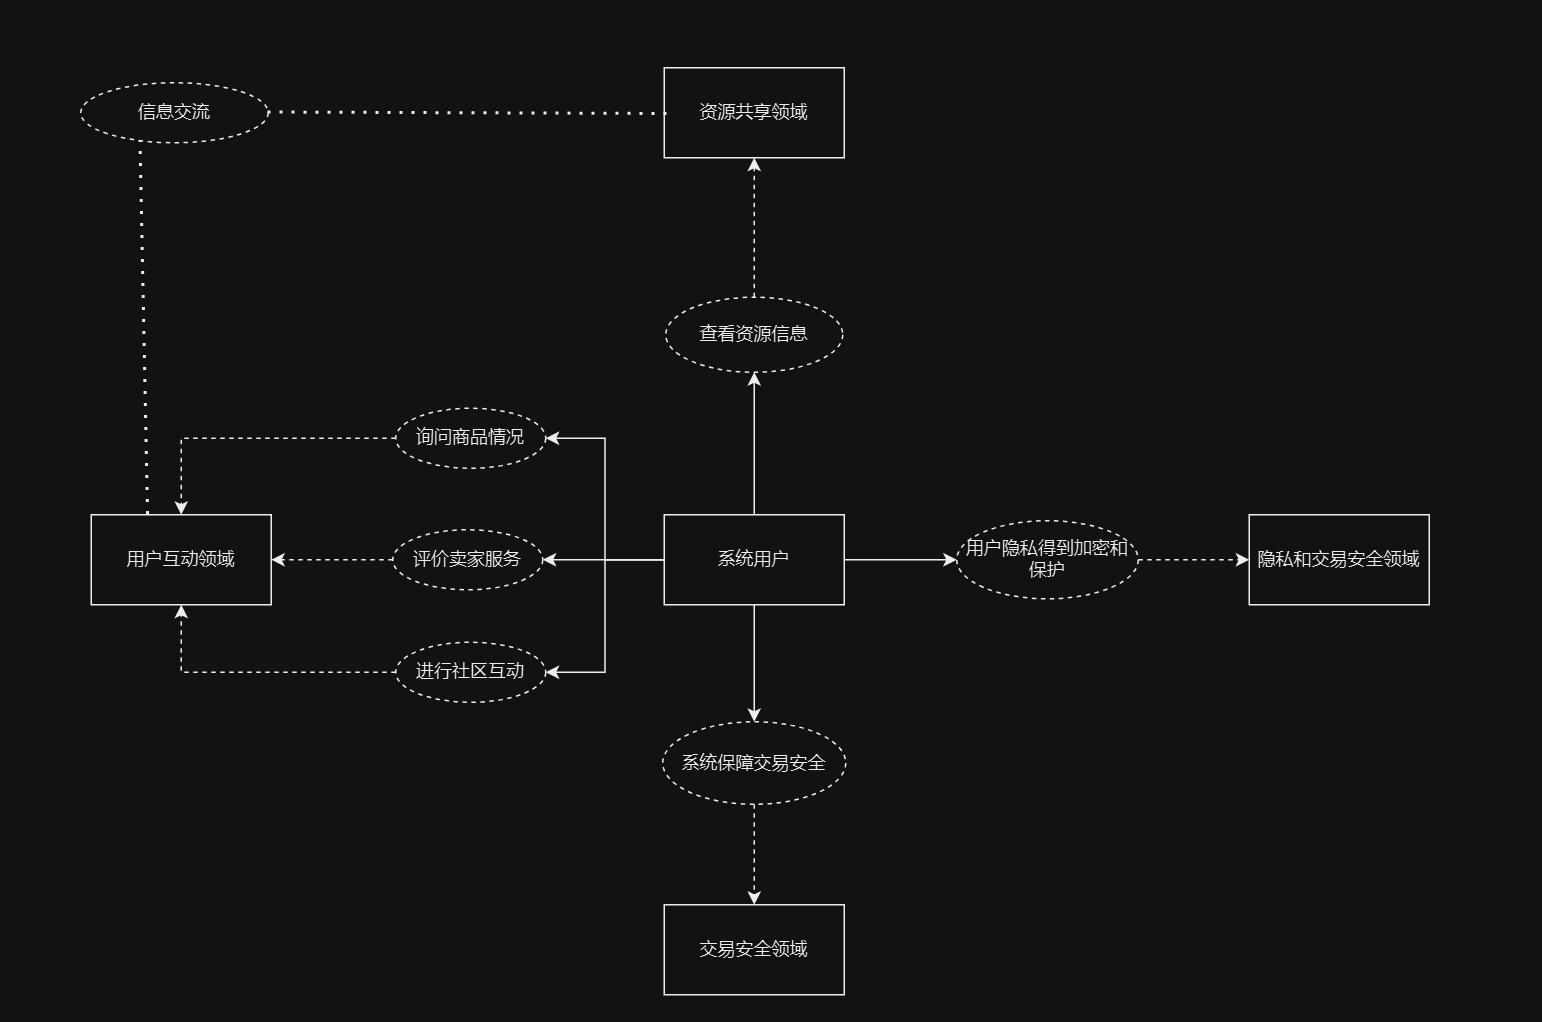 信息交流
资源共享领域
查看资源信息
询问商品情况
用户互动领域
评价卖家服务
系统用户
用户隐私得到加密和
保护
隐私和交易安全领域
进行社区互动
系统保障交易安全
交易安全领域